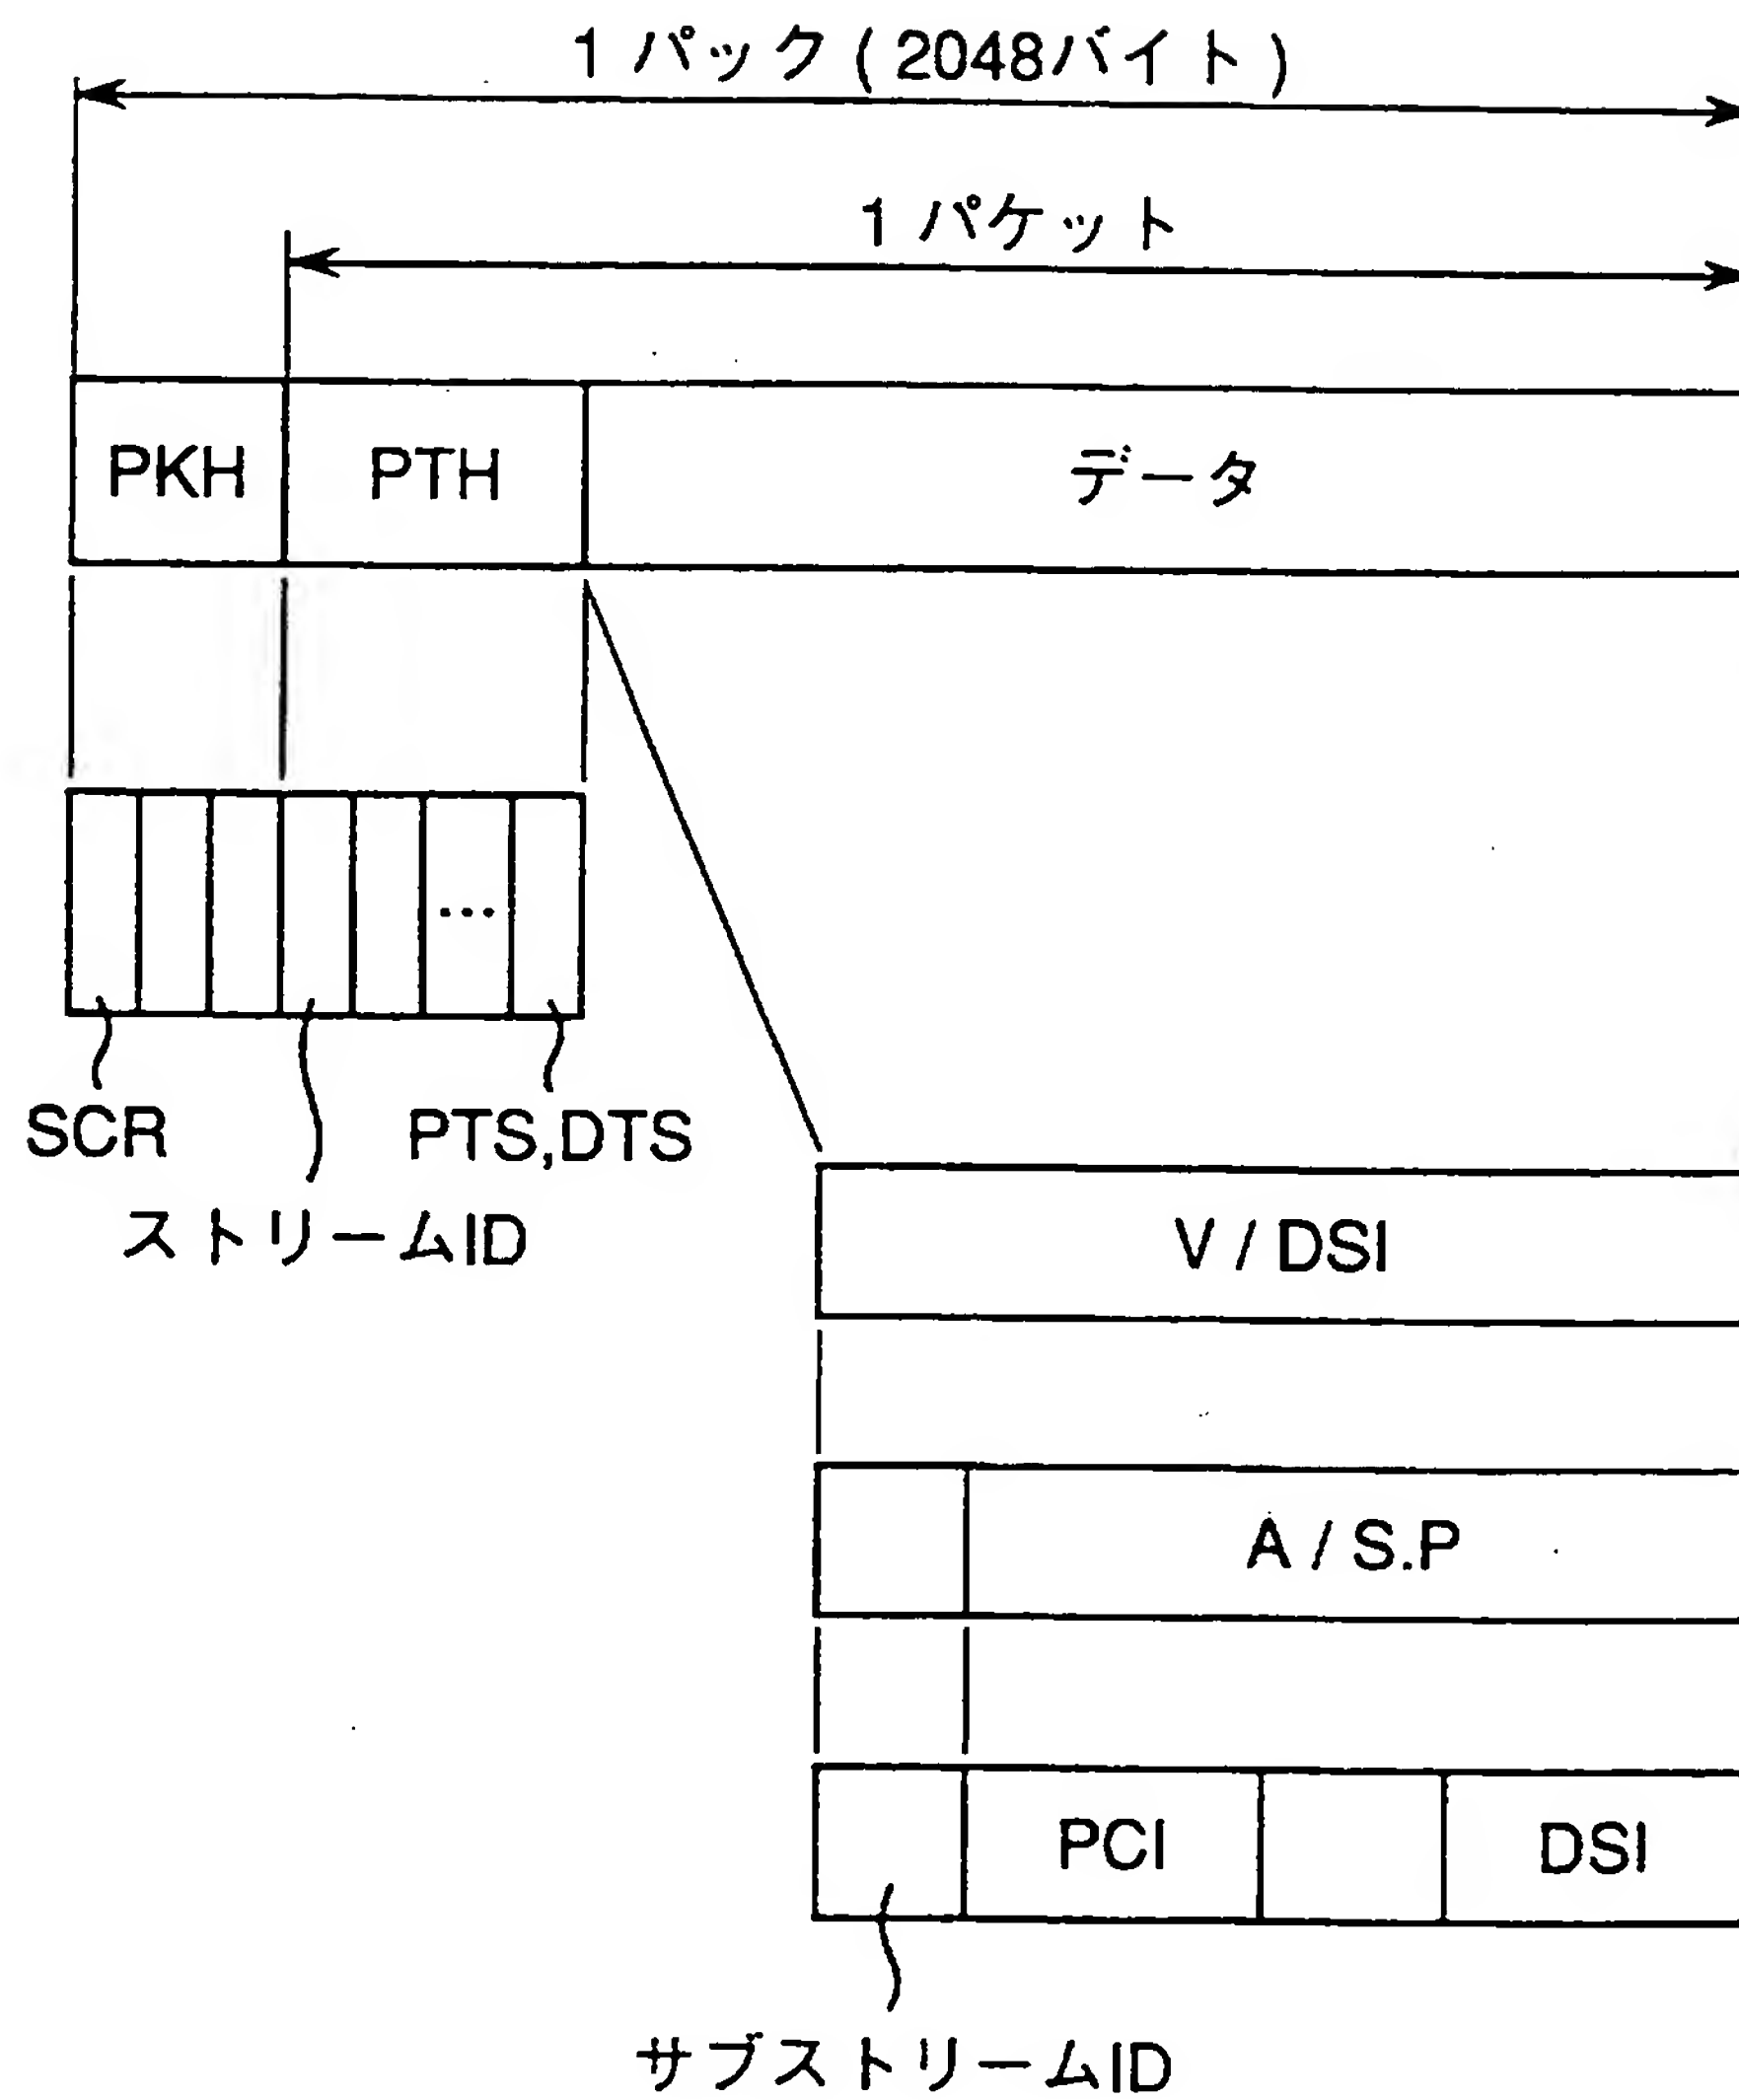 1パック(2048バイト)
1パケット
PKH PTH データ
...
SCR PTS,DTS
ストリームID
V/DSI
A/S.P
PCI DSI
サブストリームID